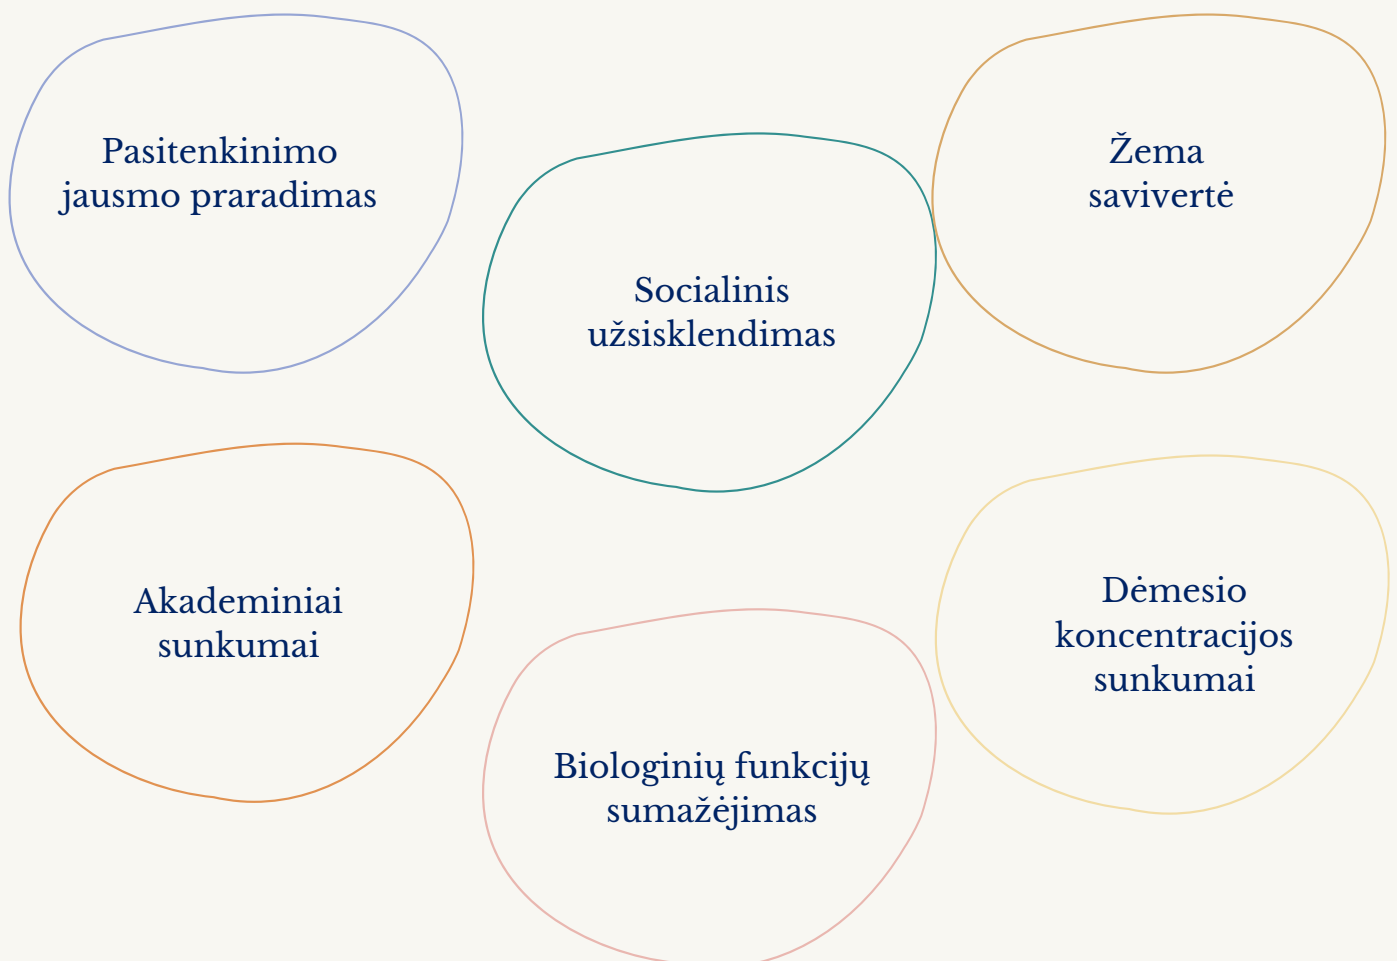 Pasitenkinimo
jausmo praradimas
Žema
savivertė
Socialinis
užsisklendimas
Akademiniai
sunkumai
Dėmesio
koncentracijos
sunkumai
Biologinių funkcijų
sumažėjimas